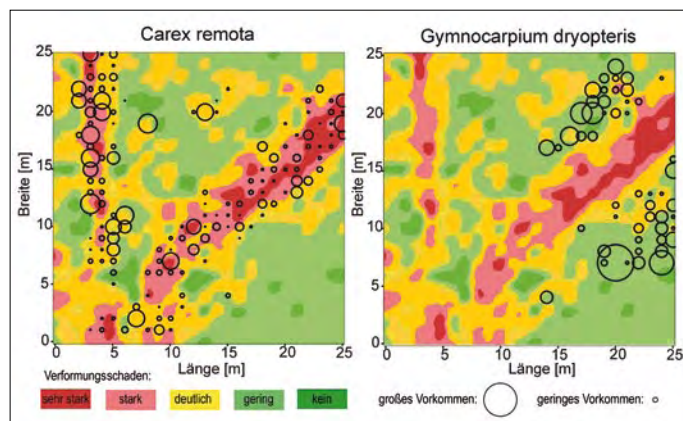 Carex remota
Gymnocarpium dryopteris
Breite [m]
25
20
15
10
5
0
0 5 10 15 20 25
Länge [m]
Breite [m]
25
20
15
10
5
0
0 5 10 15 20 25
Länge [m]
Verformungsschaden:
sehr stark stark deutlich gering kein
großes Vorkommen: geringes Vorkommen: